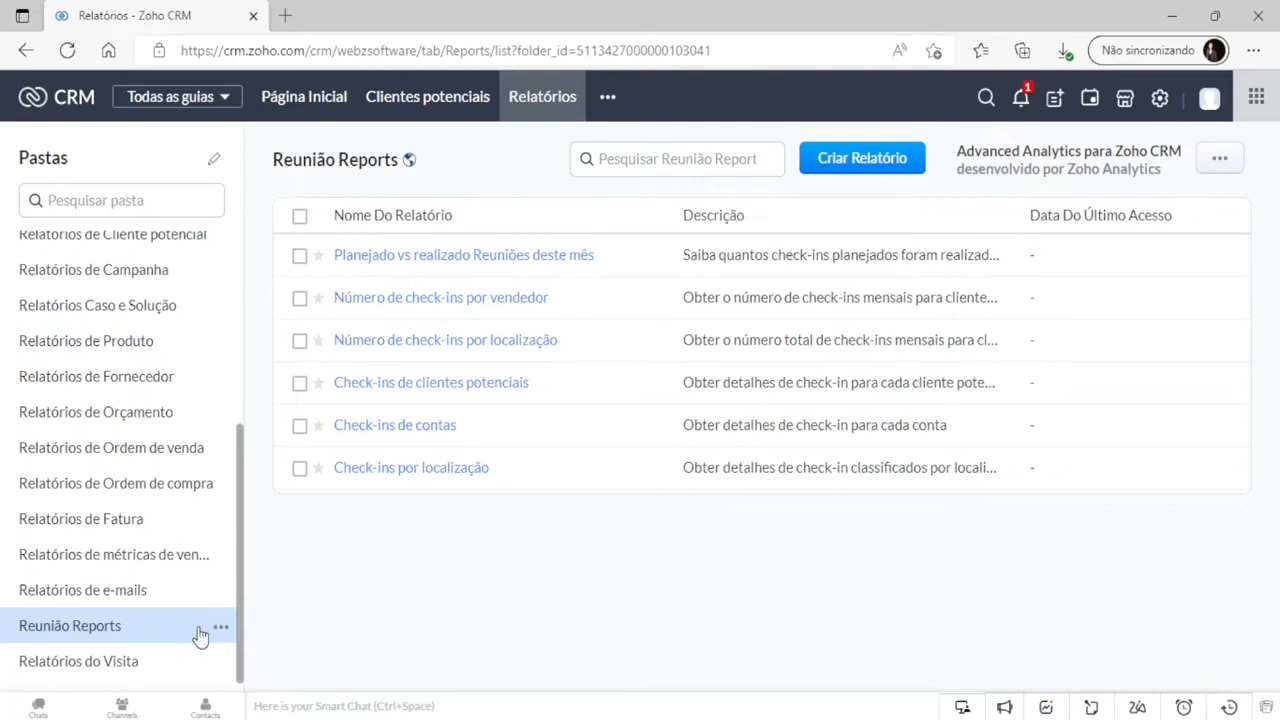 Relatórios - Zoho CRM
https://crm.zoho.com/crm/webzsoftware/tab/Reports/list?folder_id=5113427000000103041
Não sincronizando
CRM
Todas as guias
Página Inicial
Clientes potenciais
Relatórios
1
Pastas
Pesquisar pasta
Relatórios de Cliente potencial
Relatórios de Campanha
Relatórios Caso e Solução
Relatórios de Produto
Relatórios de Fornecedor
Relatórios de Orçamento
Relatórios de Ordem de venda
Relatórios de Ordem de compra
Relatórios de Fatura
Relatórios de métricas de ven...
Relatórios de e-mails
Reunião Reports
Relatórios do Visita
Reunião Reports
Pesquisar Reunião Report
Criar Relatório
Advanced Analytics para Zoho CRM
desenvolvido por Zoho Analytics
Nome Do Relatório Descrição Data Do Último Acesso
Planejado vs realizado Reuniões deste mês Saiba quantos check-ins planejados foram realizad... -
Número de check-ins por vendedor Obter o número de check-ins mensais para cliente... -
Número de check-ins por localização Obter o número total de check-ins mensais para cl... -
Check-ins de clientes potenciais Obter detalhes de check-in para cada cliente pote... -
Check-ins de contas Obter detalhes de check-in para cada conta -
Check-ins por localização Obter detalhes de check-in classificados por locali... -
Chats
Channels
Contacts
Here is your Smart Chat (Ctrl+Space)